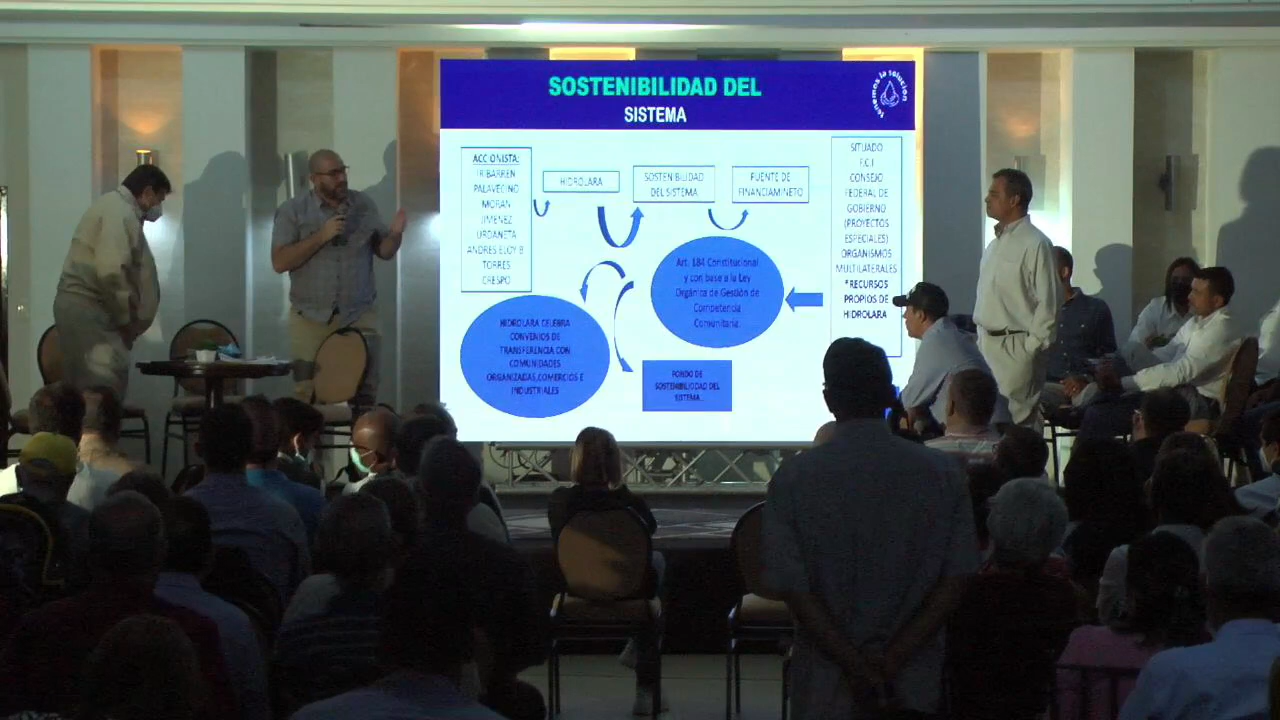 SOSTENIBILIDAD DEL
SISTEMA
tenemos la solucion
ACCIONISTA:
IRIBARREN
PALAVECINO
MORAN
JIMENEZ
URDANETA
ANDRES ELOY B
TORRES
CRESPO
HIDROLARA
SOSTENIBILIDAD
DEL SISTEMA
FUENTE DE
FINANCIAMINETO
SITUADO
F.C.I
CONSEJO
FEDERAL DE
GOBIERNO
(PROYECTOS
ESPECIALES)
ORGANISMOS
MULTILATERALES
*RECURSOS
PROPIOS DE
HIDROLARA
Art. 184 Constitucional
y con base a la Ley
Orgánica de Gestión de
Competencia
Comunitaria.
HIDROLARA CELEBRA
CONVENIOS DE
TRANSFERENCIA CON
COMUNIDADES
ORGANIZADAS,COMERCIOS E
INDUSTRIALES
FONDO DE
SOSTENIBILIDAD DEL
SISTEMA.